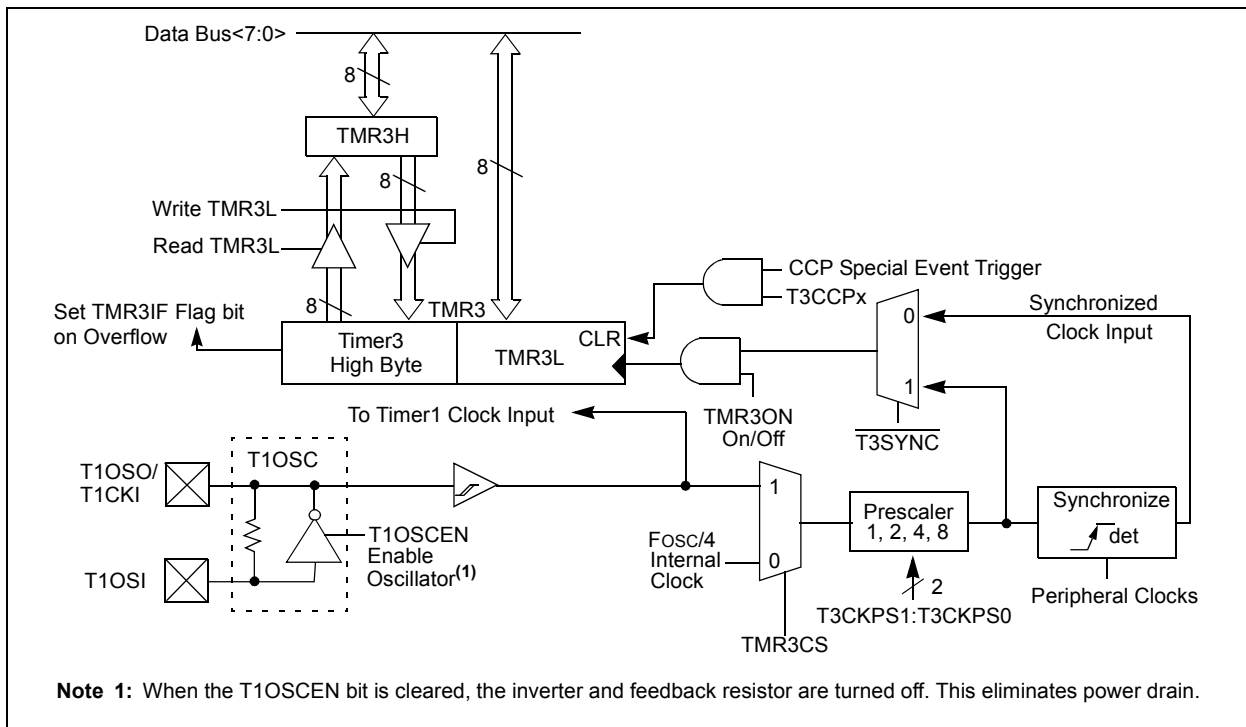 Data Bus<7:0>
8
TMR3H
8
8
Write TMR3L
Read TMR3L
CCP Special Event Trigger
T3CCPx
8
TMR3
Set TMR3IF Flag bit
on Overflow
Timer3
High Byte
TMR3L
CLR
0
1
Synchronized
Clock Input
TMR3ON
On/Off
T3SYNC
To Timer1 Clock Input
T1OSC
T1OSO/
T1CKI
T1OSCEN
Enable
Oscillator(1)
T1OSI
1
0
FOSC/4
Internal
Clock
Prescaler
1, 2, 4, 8
Synchronize
det
2
T3CKPS1:T3CKPS0
Peripheral Clocks
TMR3CS
Note 1: When the T1OSCEN bit is cleared, the inverter and feedback resistor are turned off. This eliminates power drain.